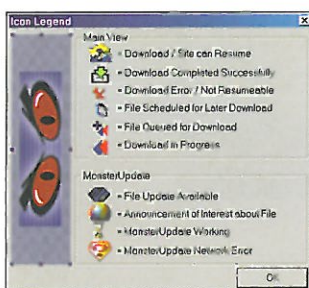 Icon Legend
Main View
- Download / Site can Resume
- Download Completed Successfully
- Download Error / Not Resumeable
- File Scheduled for Later Download
- File Queued for Download
- Download in Progress
MonsterUpdate
- File Update Available
- Announcement of Interest about File
- MonsterUpdate Working
- MonsterUpdate Network Error
OK